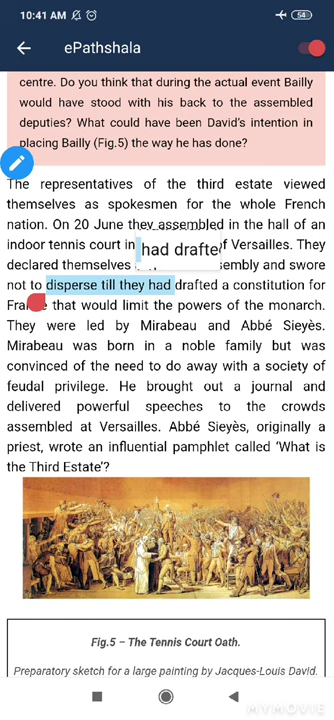 10:41 AM
54
ePathshala
centre. Do you think that during the actual event Bailly
would have stood with his back to the assembled
deputies? What could have been David's intention in
placing Bailly (Fig.5) the way he has done?
The representatives of the third estate viewed
themselves as spokesmen for the whole French
nation. On 20 June they assembled in the hall of an
indoor tennis court in of Versailles. They
had drafte
declared themselves sembly and swore
not to disperse till they had drafted a constitution for
France that would limit the powers of the monarch.
They were led by Mirabeau and Abbé Sieyès.
Mirabeau was born in a noble family but was
convinced of the need to do away with a society of
feudal privilege. He brought out a journal and
delivered powerful speeches to the crowds
assembled at Versailles. Abbé Sieyès, originally a
priest, wrote an influential pamphlet called 'What is
the Third Estate'?
Fig.5 – The Tennis Court Oath.
Preparatory sketch for a large painting by Jacques-Louis David.
MYMOVIE